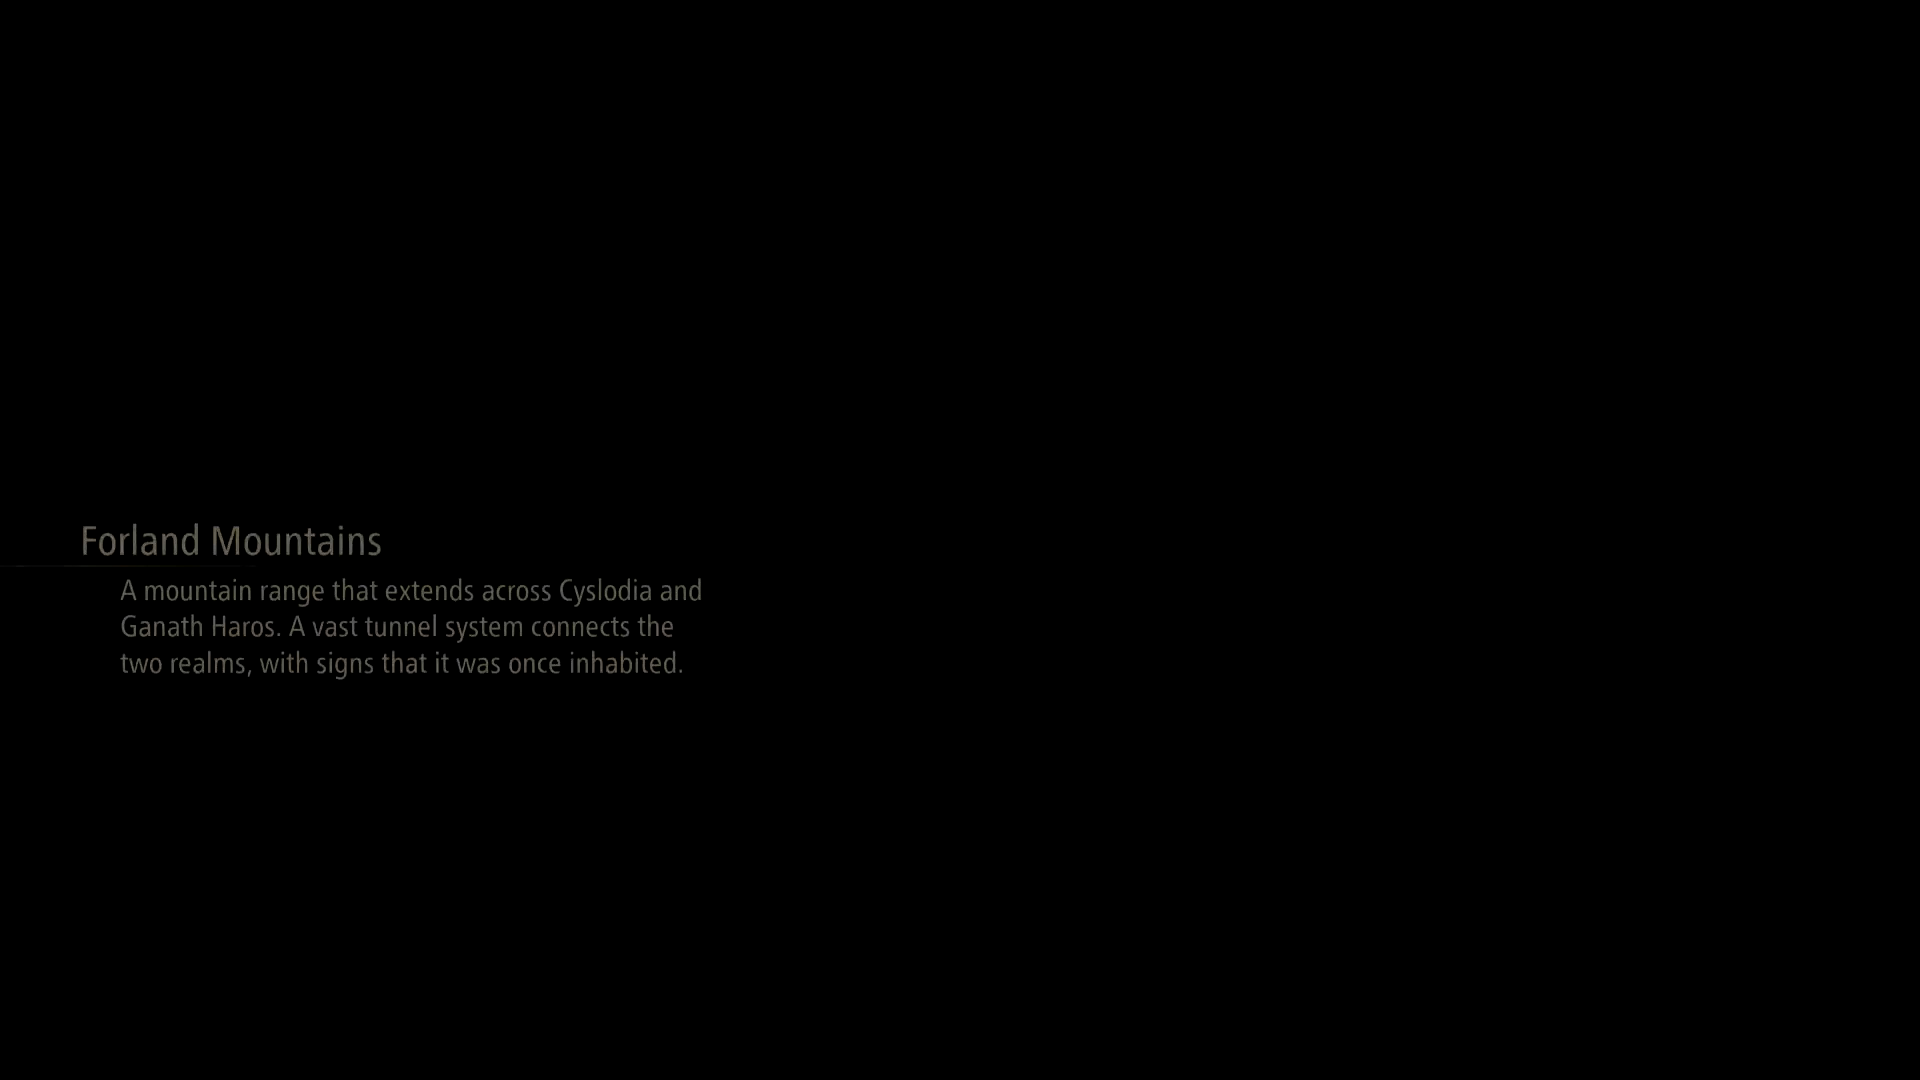 Forland Mountains
A mountain range that extends across Cyslodia and
Ganath Haros. A vast tunnel system connects the
two realms, with signs that it was once inhabited.